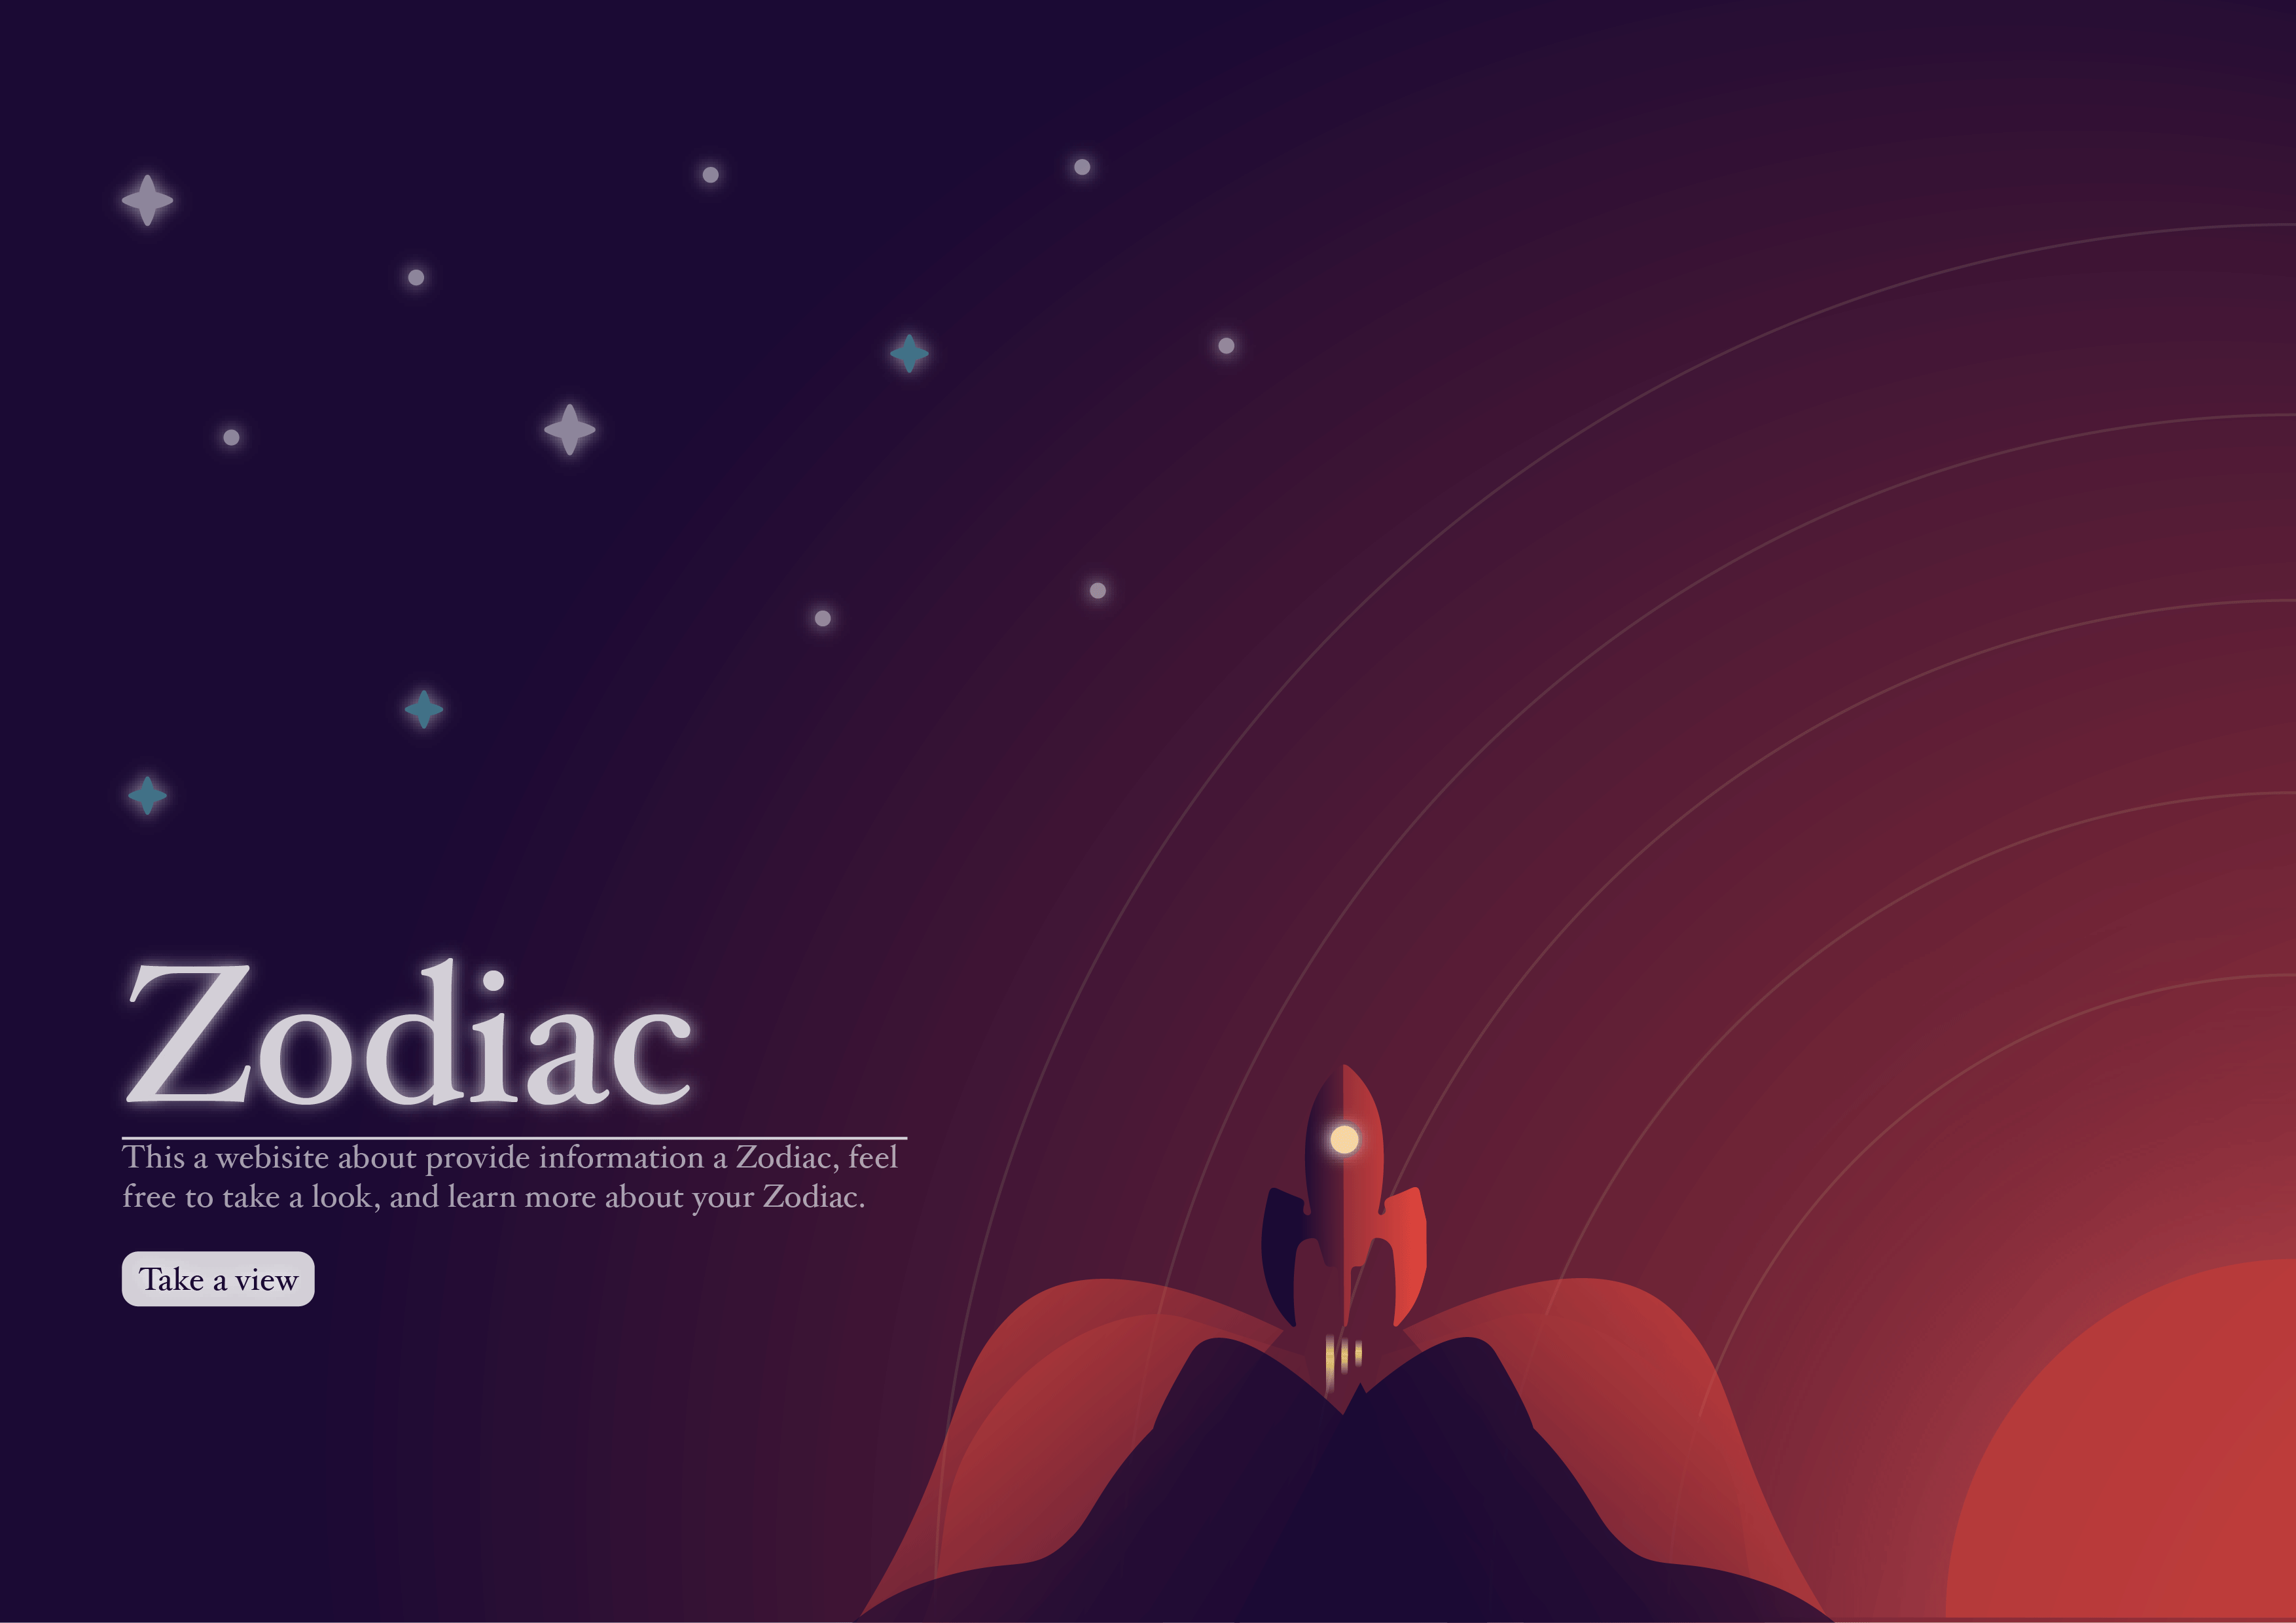 Zodiac
This a webisite about provide information a Zodiac, feel
free to take a look, and learn more about your Zodiac.
Take a view